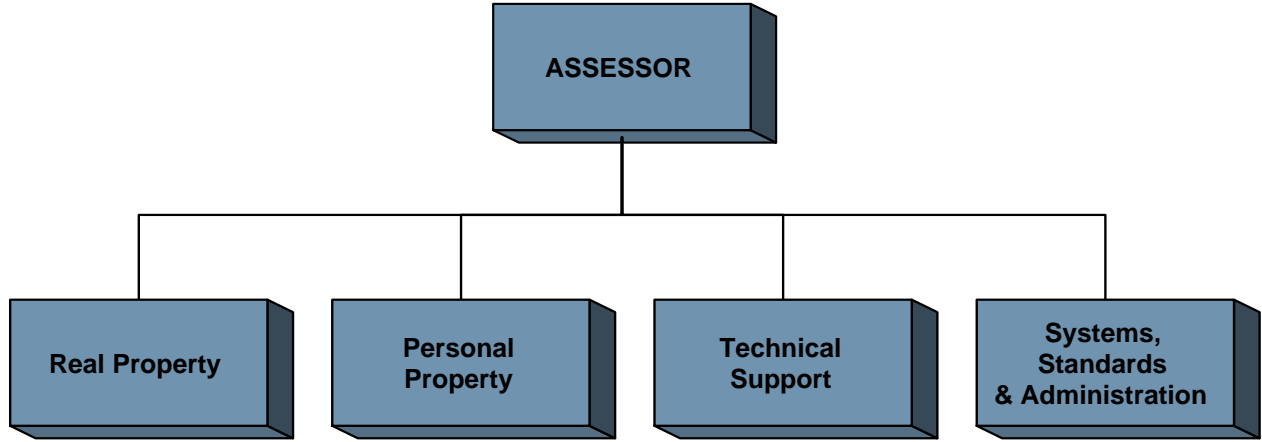 ASSESSOR
Real Property
Personal
Property
Technical
Support
Systems,
Standards
& Administration